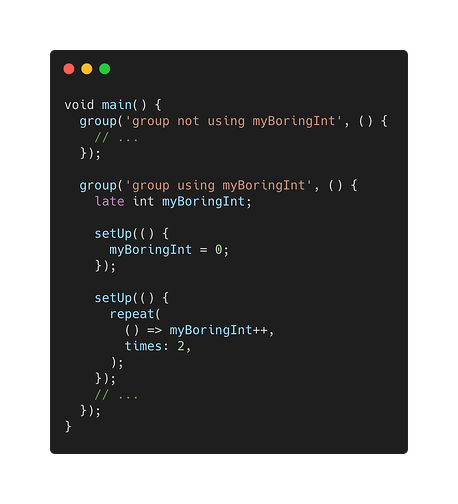 void main() {
  group('group not using myBoringInt', () {
    // ...
  });

  group('group using myBoringInt', () {
    late int myBoringInt;

    setUp(() {
      myBoringInt = 0;
    });

    setUp(() {
      repeat(
        () => myBoringInt++,
        times: 2,
      );
    });
    // ...
  });
}